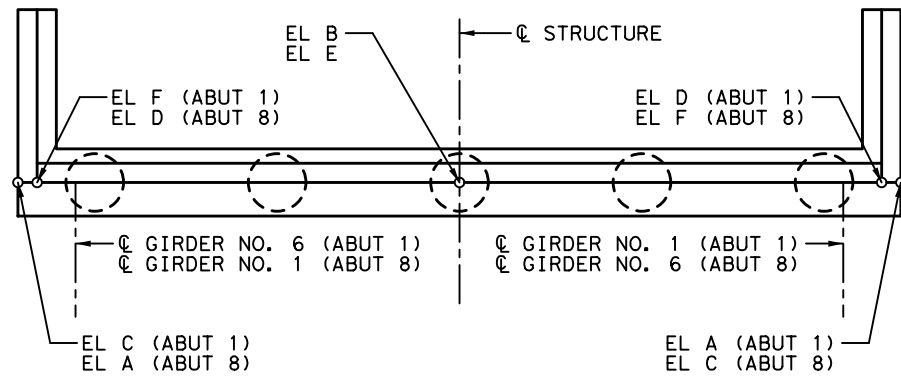 EL B
EL E
℄ STRUCTURE
EL F (ABUT 1)
EL D (ABUT 8)
EL D (ABUT 1)
EL F (ABUT 8)
℄ GIRDER NO. 6 (ABUT 1)
℄ GIRDER NO. 1 (ABUT 8)
℄ GIRDER NO. 1 (ABUT 1)
℄ GIRDER NO. 6 (ABUT 8)
EL C (ABUT 1)
EL A (ABUT 8)
EL A (ABUT 1)
EL C (ABUT 8)